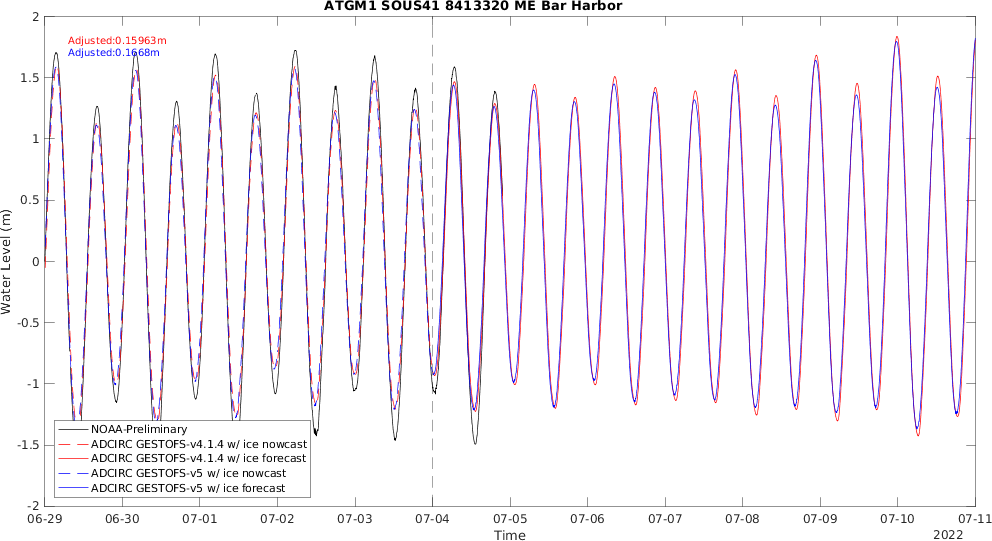 ATGM1 SOUS41 8413320 ME Bar Harbor
2
1.5
1
0.5
0
-0.5
-1
-1.5
-2
Water Level (m)
Adjusted:0.15963m
Adjusted:0.1668m
NOAA-Preliminary
ADCIRC GESTOFS-v4.1.4 w/ ice nowcast
ADCIRC GESTOFS-v4.1.4 w/ ice forecast
ADCIRC GESTOFS-v5 w/ ice nowcast
ADCIRC GESTOFS-v5 w/ ice forecast
06-29 06-30 07-01 07-02 07-03 07-04 07-05 07-06 07-07 07-08 07-09 07-10 07-11
Time
2022